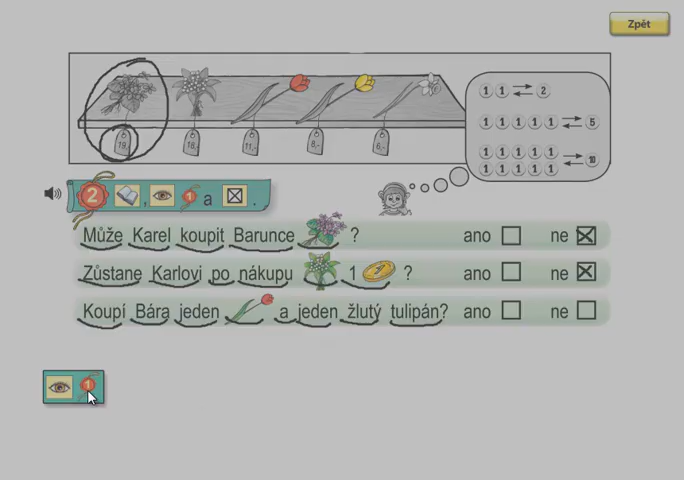 Zpět
19,- 18,- 11,- 8,- 6,-
1 1 2
1 1 1 1 1 5
1 1 1 1 1
1 1 1 1 1 10
2 , 1 a .
Může Karel koupit Barunce ? ano ne
Zůstane Karlovi po nákupu 1 ? ano ne
Koupí Bára jeden a jeden žlutý tulipán? ano ne
1